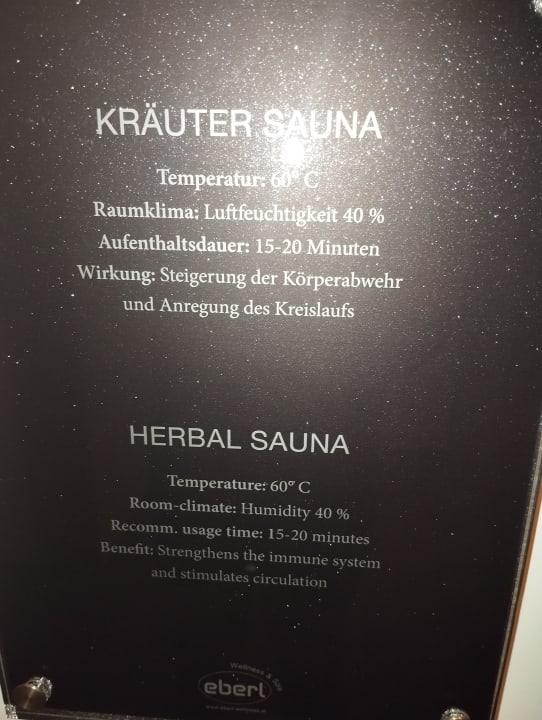 KRÄUTER SAUNA
Temperatur: 60° C
Raumklima: Luftfeuchtigkeit 40 %
Aufenthaltsdauer: 15-20 Minuten
Wirkung: Steigerung der Körperabwehr
und Anregung des Kreislaufs
HERBAL SAUNA
Temperature: 60° C
Room-climate: Humidity 40 %
Recomm. usage time: 15-20 minutes
Benefit: Strengthens the immune system
and stimulates circulation
Wellness & Spa
eberl